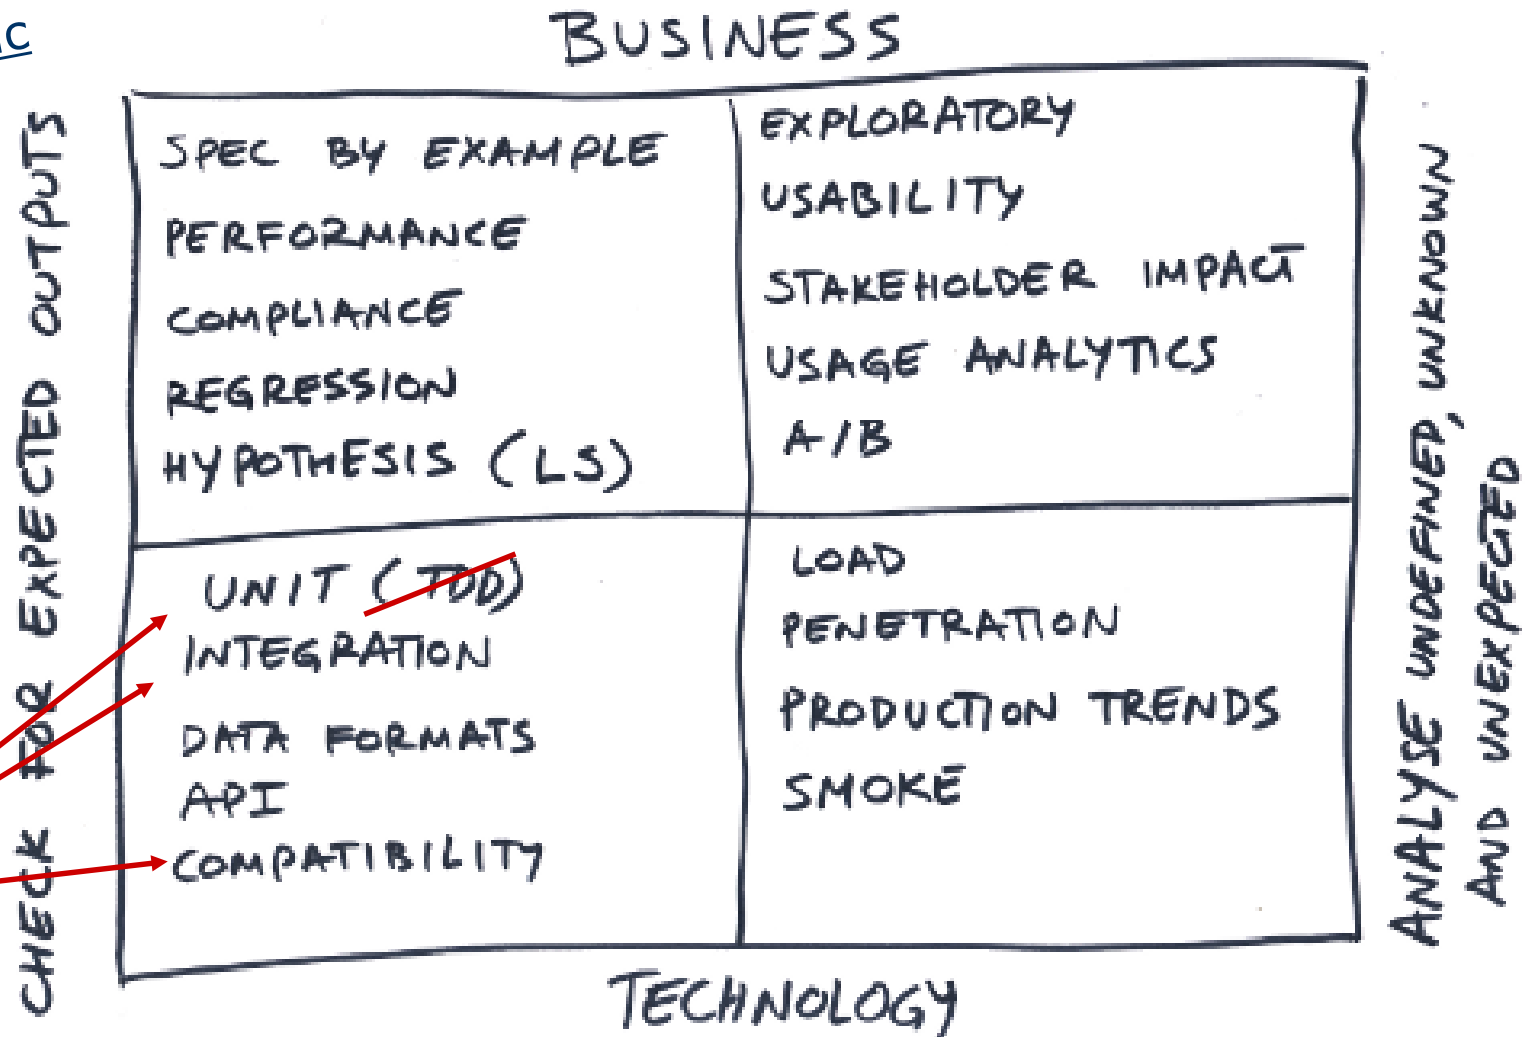 BUSINESS
CHECK FOR EXPECTED OUTPUTS
SPEC BY EXAMPLE
PERFORMANCE
COMPLIANCE
REGRESSION
HYPOTHESIS (LS)
EXPLORATORY
USABILITY
STAKEHOLDER IMPACT
USAGE ANALYTICS
A/B
UNIT (TDD)
INTEGRATION
DATA FORMATS
API
COMPATIBILITY
LOAD
PENETRATION
PRODUCTION TRENDS
SMOKE
ANALYSE UNDEFINED, UNKNOWN
AND UNEXPECTED
TECHNOLOGY